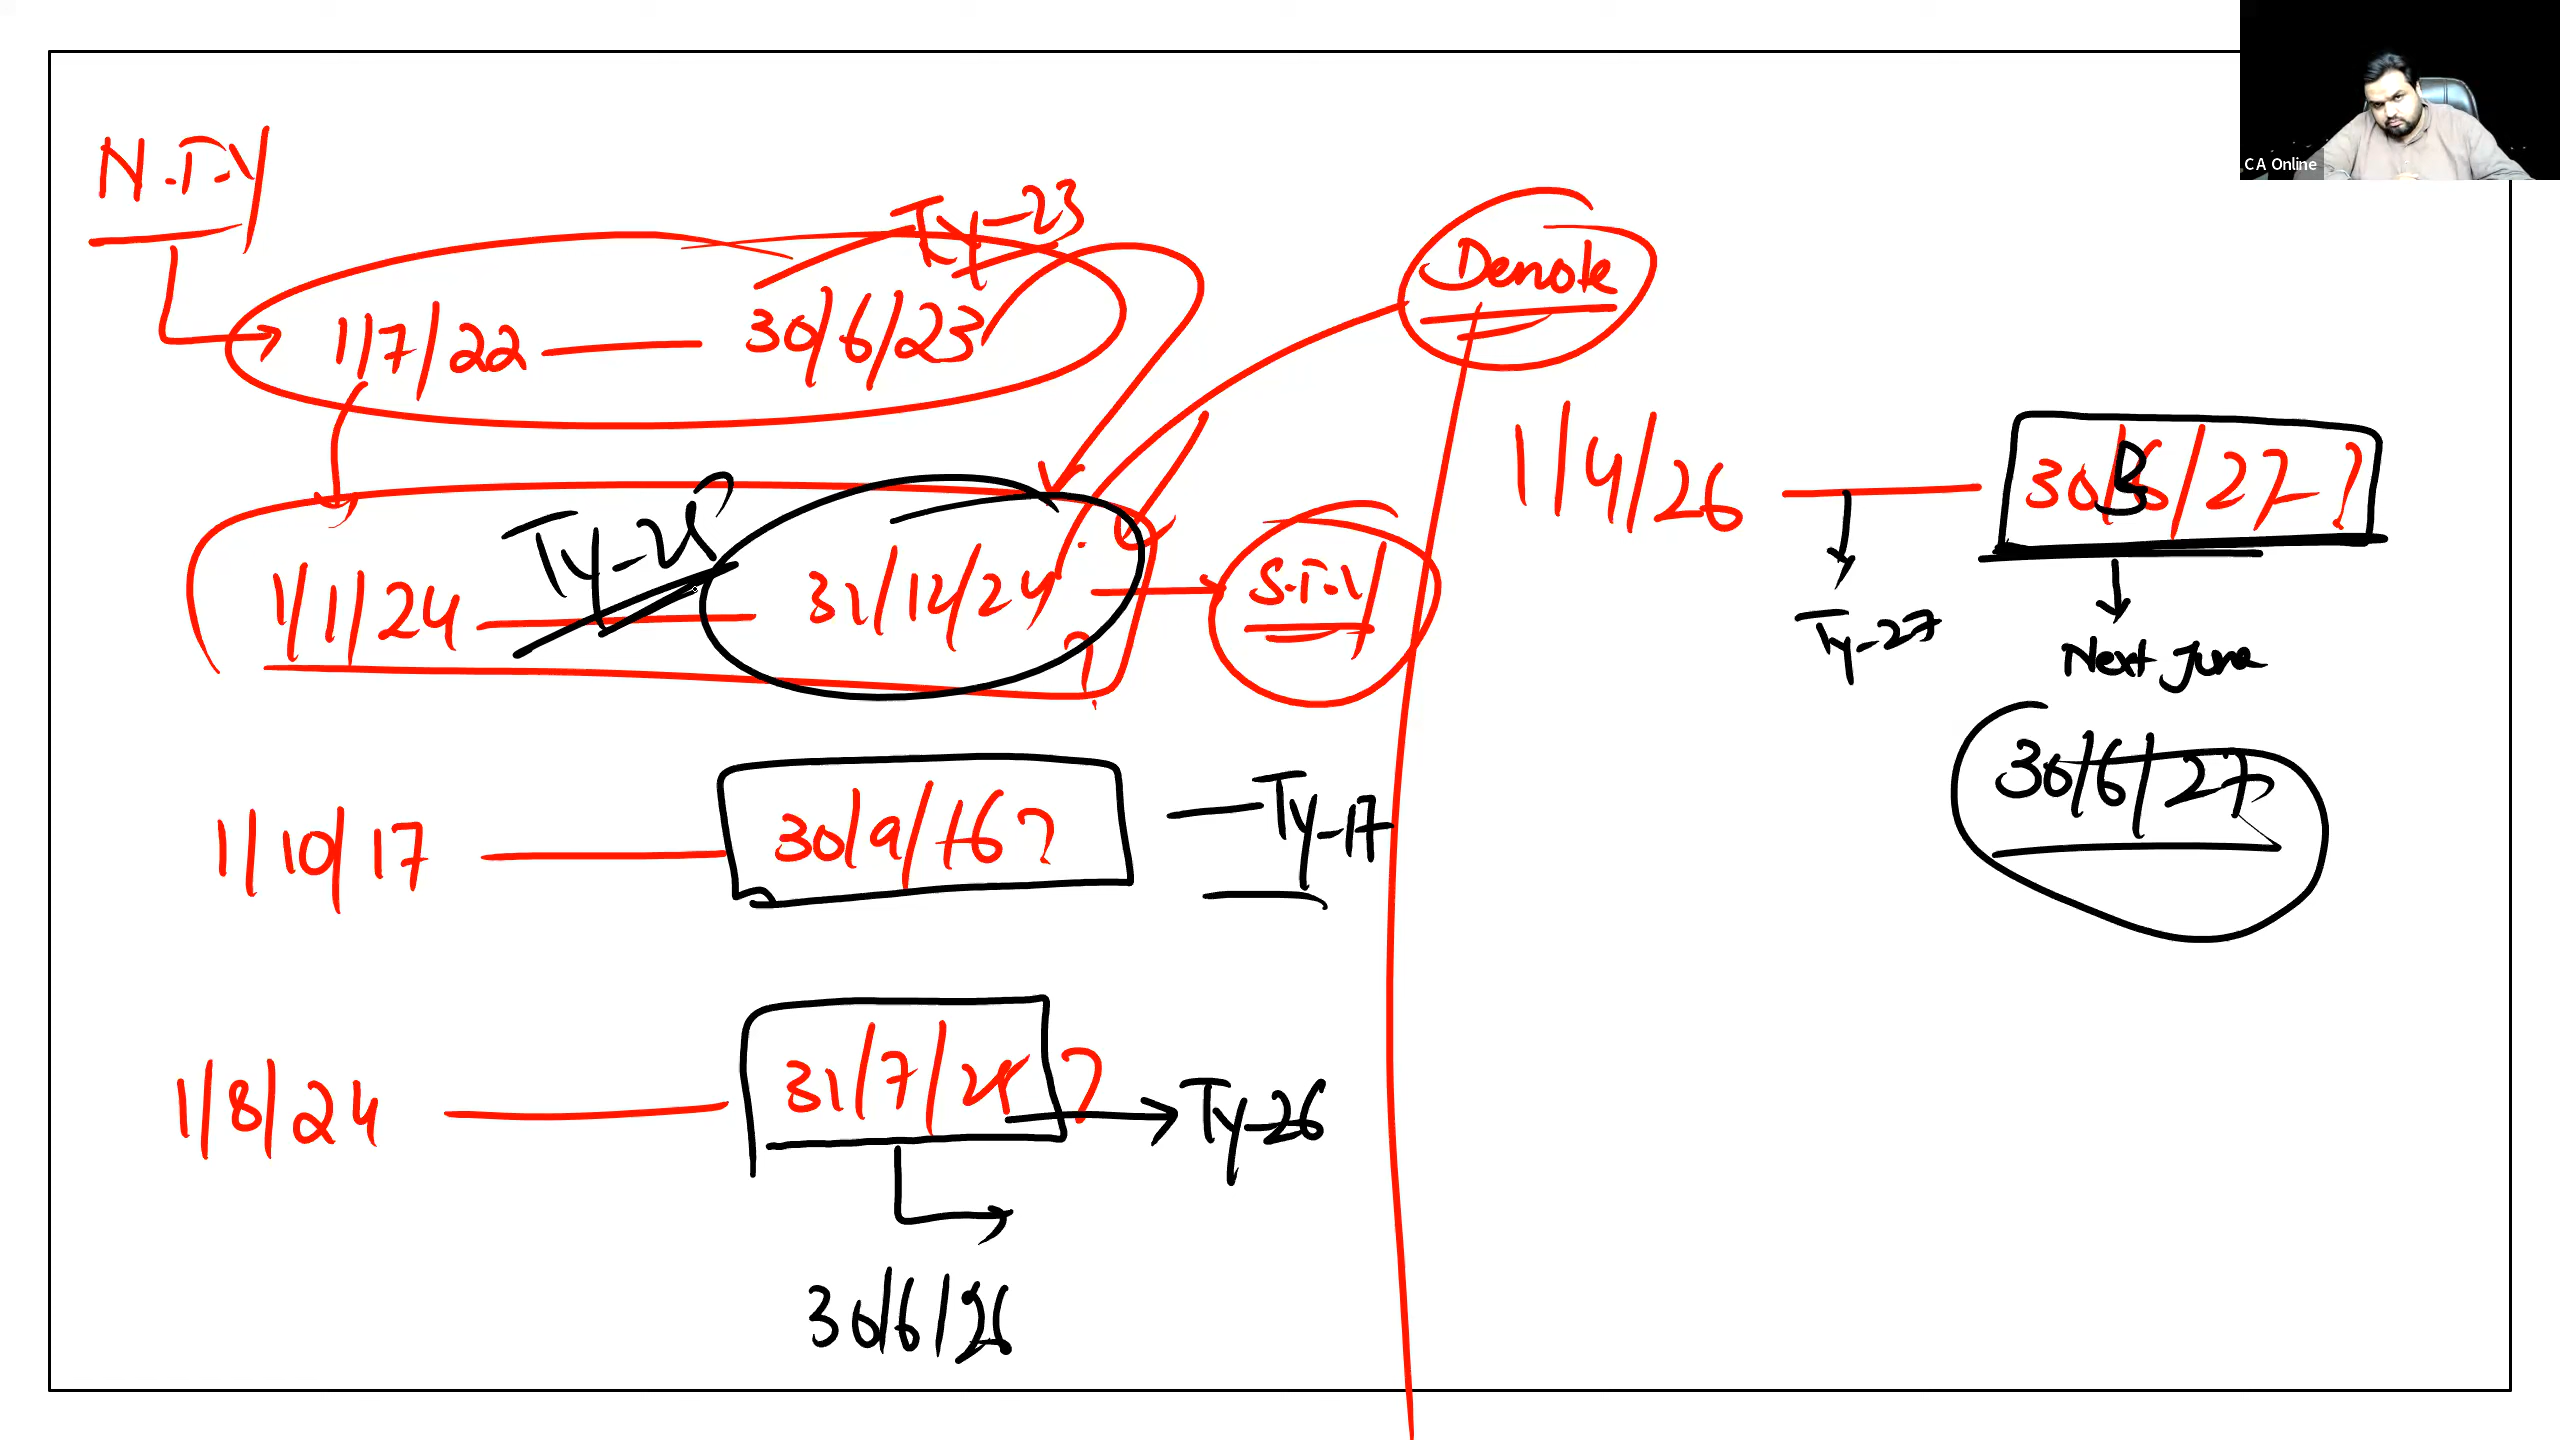 CA Online
N.T.Y
Ty-23
1/7/22 — 30/6/23
Denote
1/4/26 — 30/6/27?
Ty-27
Next June
30/6/27
Ty-25
1/1/24 — 31/12/24 ?
S.T.Y
1/10/17 — 30/9/16? — Ty-17
1/8/24 — 31/7/25 ? → Ty-26
30/6/26